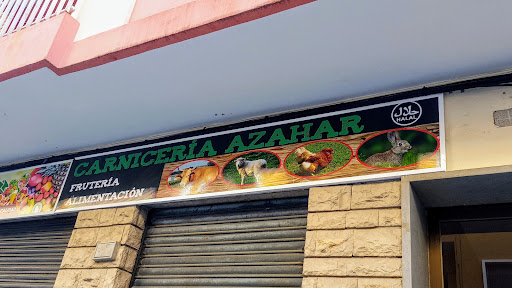 CARNICERÍA AZAHAR
FRUTERÍA
ALIMENTACIÓN
حلال
HALAL